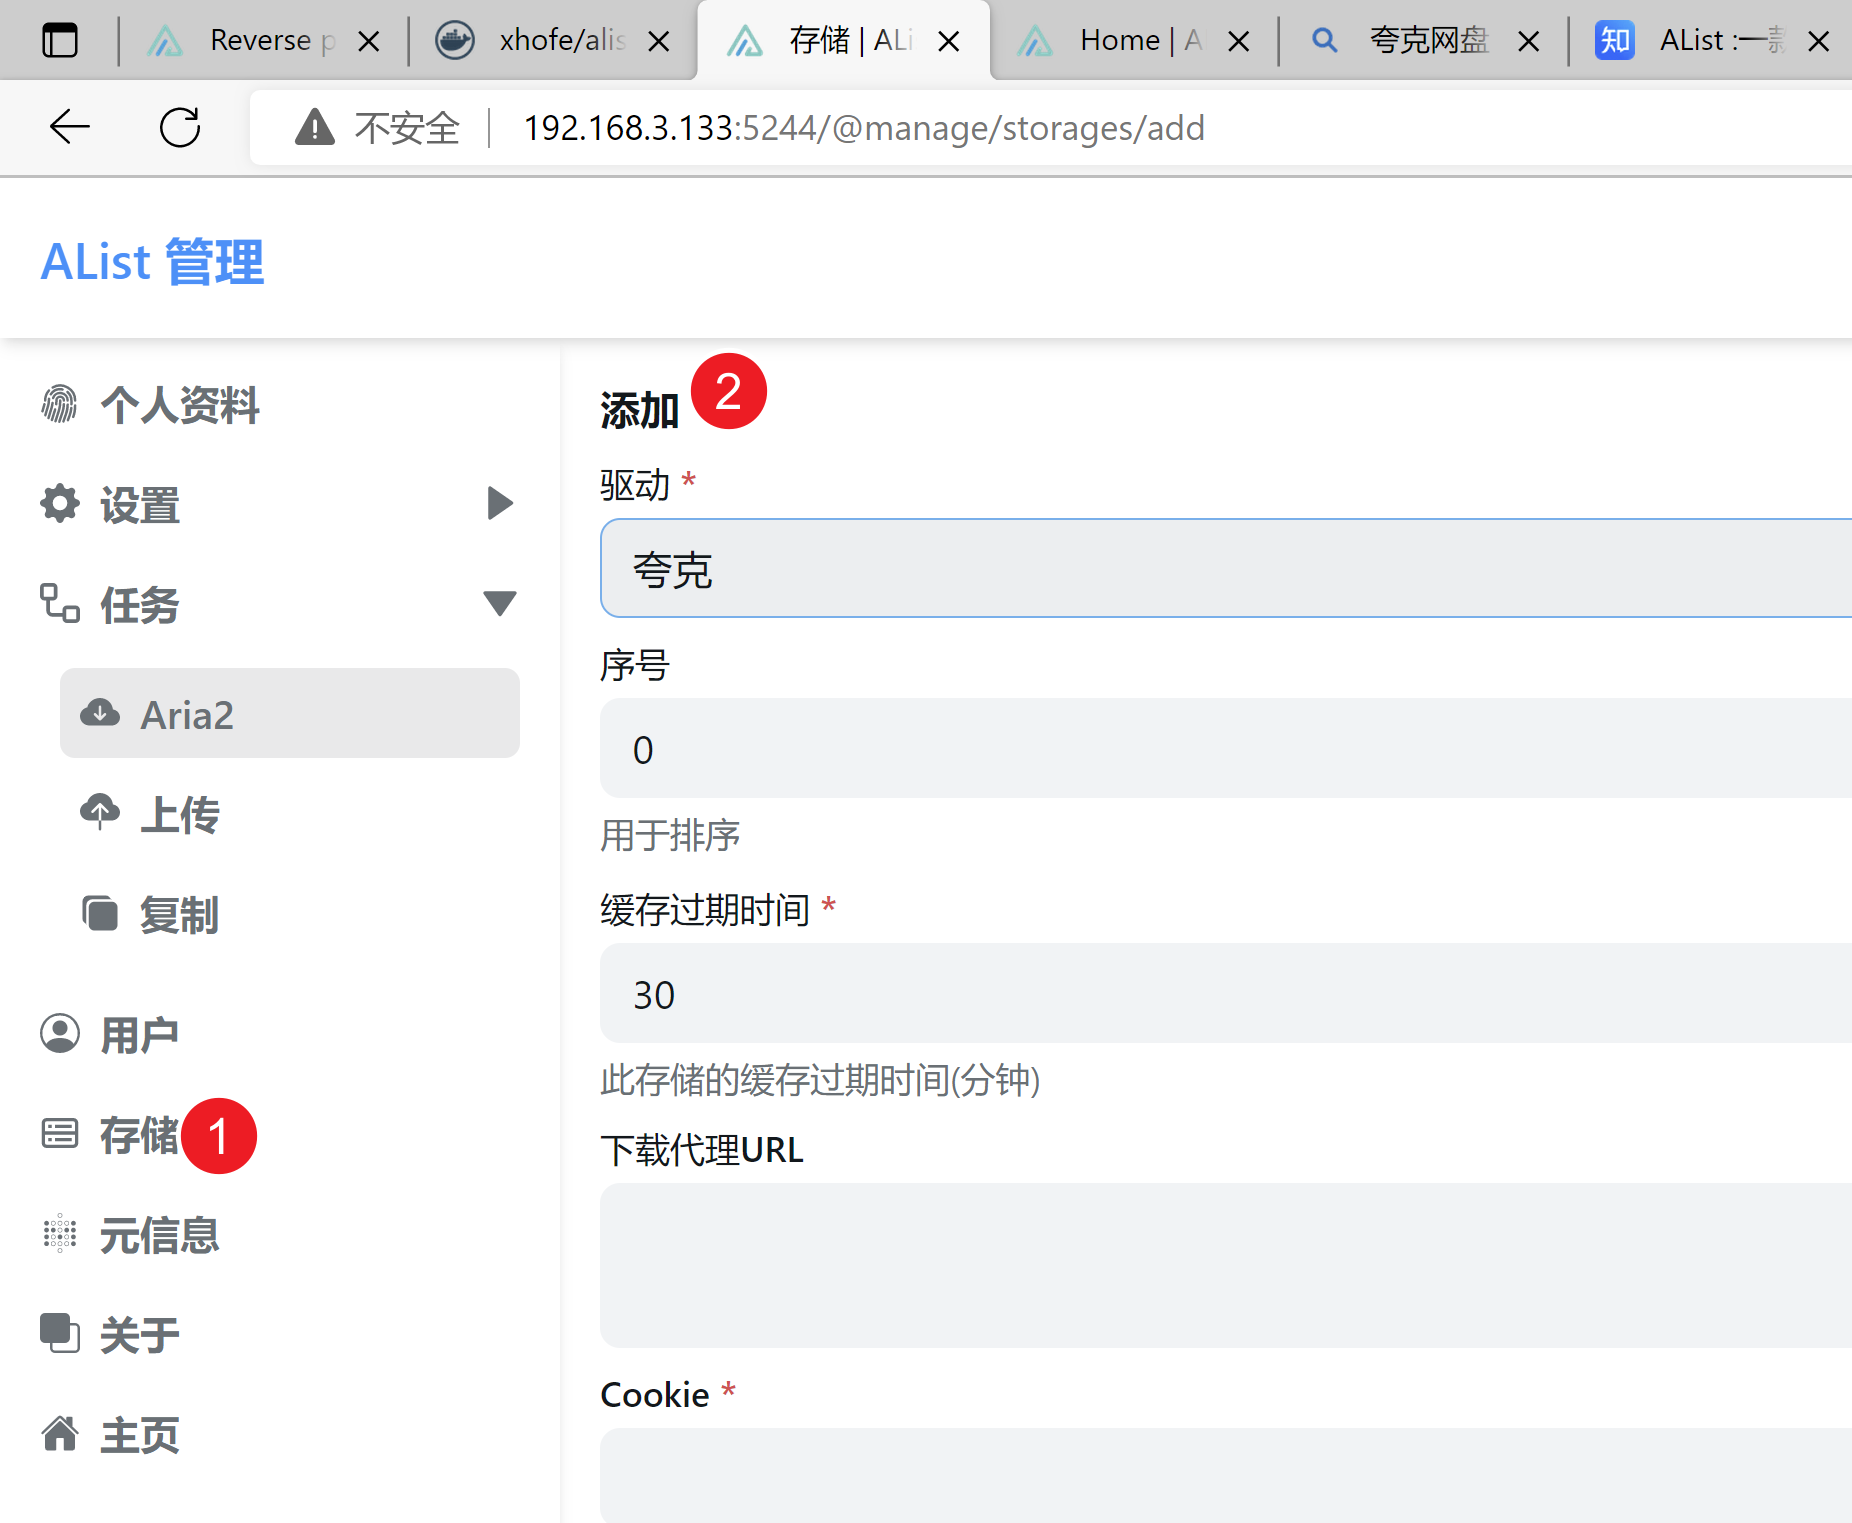 Reverse p
xhofe/alis
存储 | ALi
Home | A
夸克网盘
知
AList :一款
不安全
192.168.3.133:5244/@manage/storages/add
AList 管理
个人资料
设置
任务
Aria2
上传
复制
用户
存储
1
元信息
关于
主页
添加
2
驱动 *
夸克
序号
0
用于排序
缓存过期时间 *
30
此存储的缓存过期时间(分钟)
下载代理URL
Cookie *